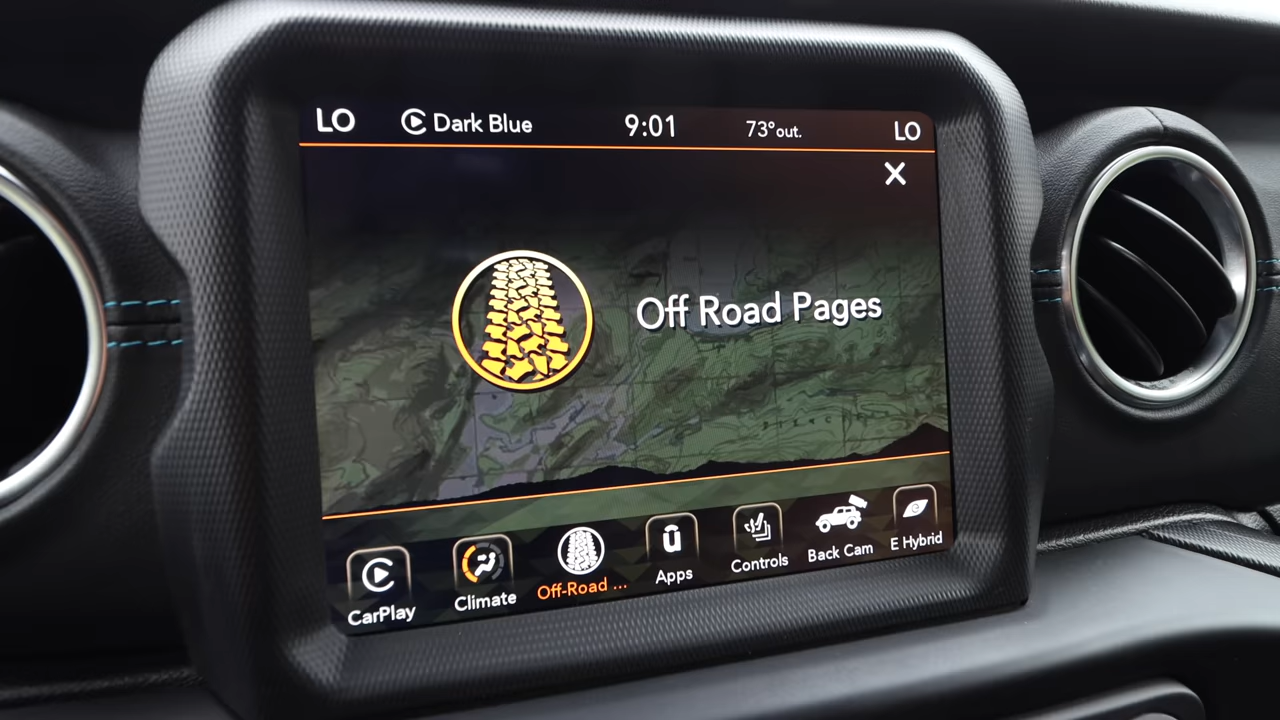 LO Dark Blue 9:01 73°out. LO
Off Road Pages
CarPlay Climate Off-Road ... Apps Controls Back Cam E Hybrid